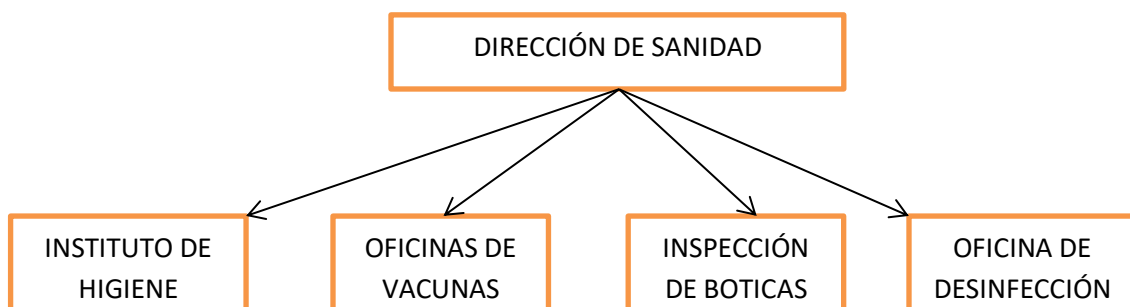 DIRECCIÓN DE SANIDAD
INSTITUTO DE
HIGIENE
OFICINAS DE
VACUNAS
INSPECCIÓN
DE BOTICAS
OFICINA DE
DESINFECCIÓN